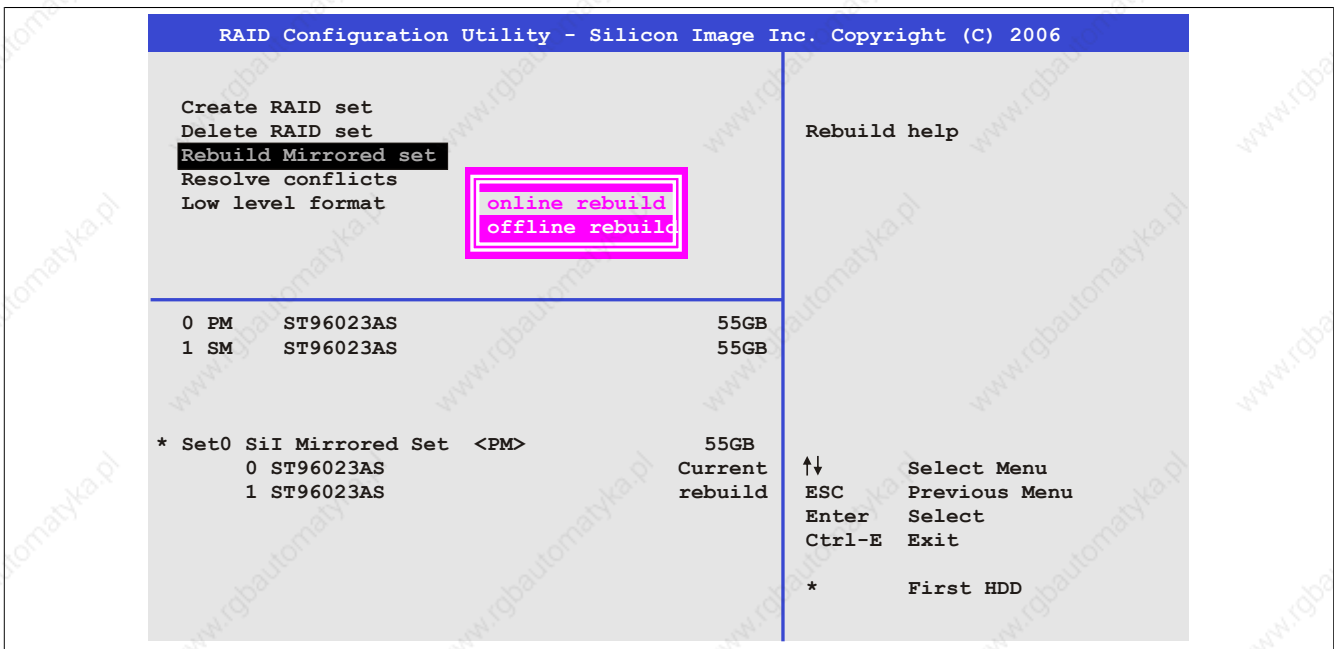 RAID Configuration Utility - Silicon Image Inc. Copyright (C) 2006
Create RAID set
Delete RAID set
Rebuild Mirrored set
Resolve conflicts
Low level format
online rebuild
offline rebuild
Rebuild help
0 PM ST96023AS 55GB
1 SM ST96023AS 55GB
* Set0 SiI Mirrored Set <PM> 55GB
0 ST96023AS Current
1 ST96023AS rebuild
↑↓ Select Menu
ESC Previous Menu
Enter Select
Ctrl-E Exit
* First HDD
www.rgbautomatyka.pl